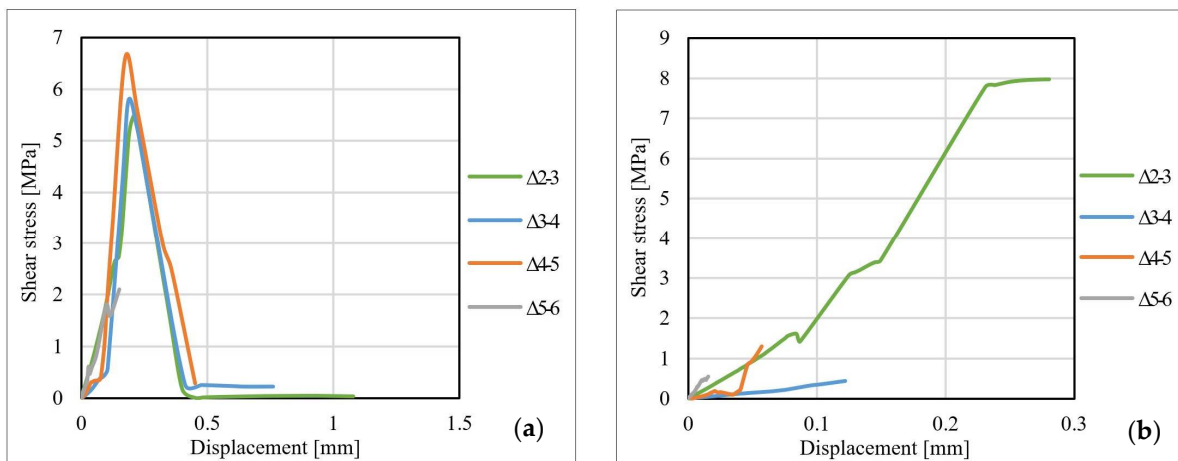 7
6
5
4
3
2
1
0
0
0.5
1
1.5
Shear stress [MPa]
Displacement [mm]
Δ2-3
Δ3-4
Δ4-5
Δ5-6
(a)
9
8
7
6
5
4
3
2
1
0
0
0.1
0.2
0.3
Shear stress [MPa]
Displacement [mm]
Δ2-3
Δ3-4
Δ4-5
Δ5-6
(b)